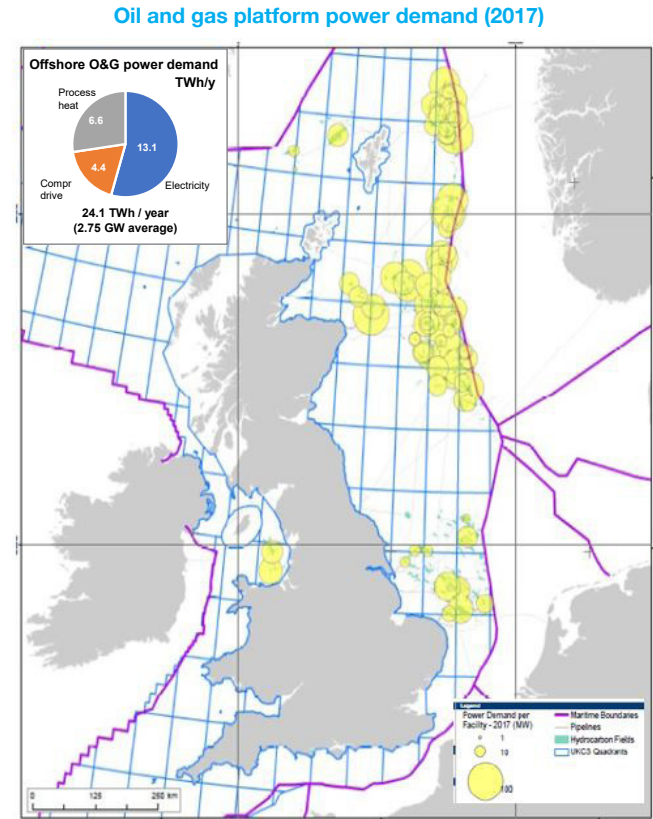 Oil and gas platform power demand (2017)
Offshore O&G power demand
TWh/y
Process
heat
6.6
13.1
4.4
Compr
drive
Electricity
24.1 TWh / year
(2.75 GW average)
Legend
Power Demand per
Facility - 2017 (MW)
1
10
100
Maritime Boundaries
Pipelines
Hydrocarbon Fields
UKCS Quadrants
0 125 250 km